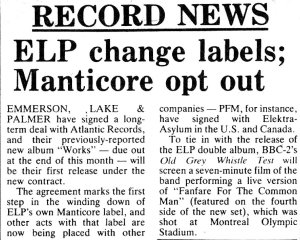 RECORD NEWS
ELP change labels;
Manticore opt out
EMMERSON, LAKE &
PALMER have signed a long-
term deal with Atlantic Records,
and their previously-reported
new album “Works” — due out
at the end of this month — will
be their first release under the
new contract.
The agreement marks the first
step in the winding down of
ELP's own Manticore label, and
other acts with that label are
now being placed with other
companies — PFM, for instance,
have signed with Elektra-
Asylum in the U.S. and Canada.
To tie in with the release of
the ELP double album, BBC-2's
Old Grey Whistle Test will
screen a seven-minute film of the
band performing a live version
of “Fanfare For The Common
Man” (featured on the fourth
side of the new set), which was
shot at Montreal Olympic
Stadium.